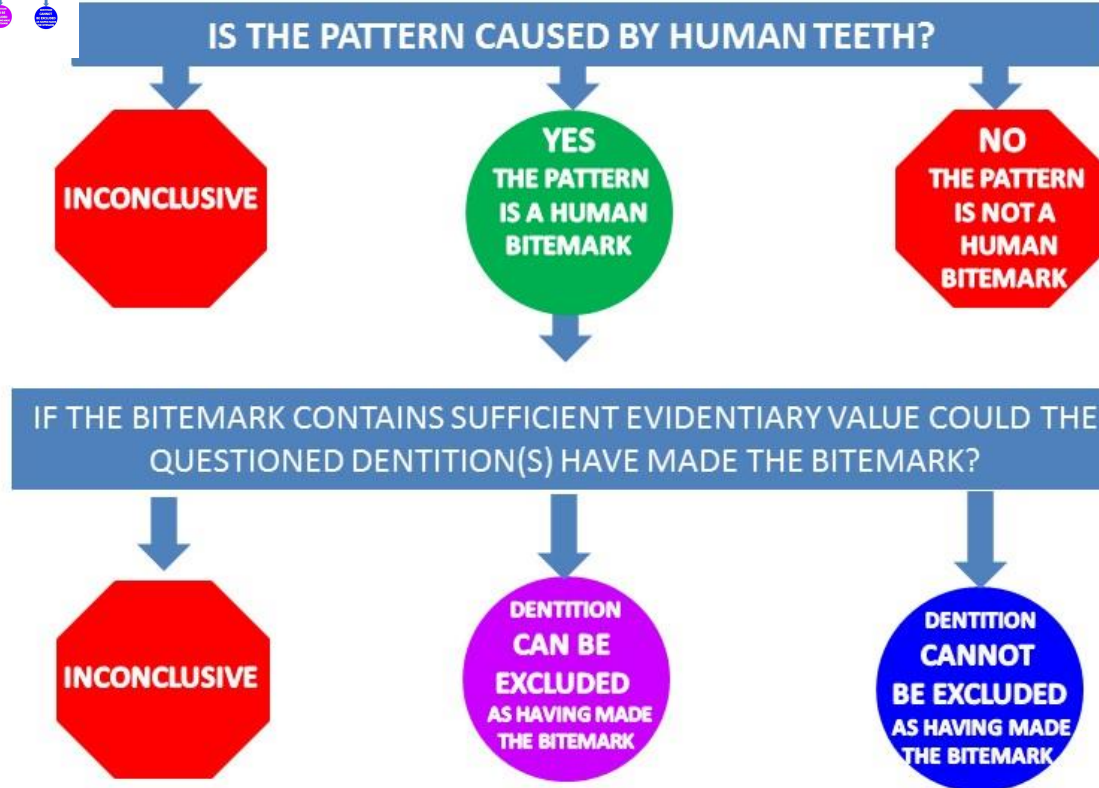 IS THE PATTERN CAUSED BY HUMAN TEETH?
INCONCLUSIVE
YES
THE PATTERN
IS A HUMAN
BITEMARK
NO
THE PATTERN
IS NOT A
HUMAN
BITEMARK
IF THE BITEMARK CONTAINS SUFFICIENT EVIDENTIARY VALUE COULD THE
QUESTIONED DENTITION(S) HAVE MADE THE BITEMARK?
INCONCLUSIVE
DENTITION
CAN BE
EXCLUDED
AS HAVING MADE
THE BITEMARK
DENTITION
CANNOT
BE EXCLUDED
AS HAVING MADE
THE BITEMARK